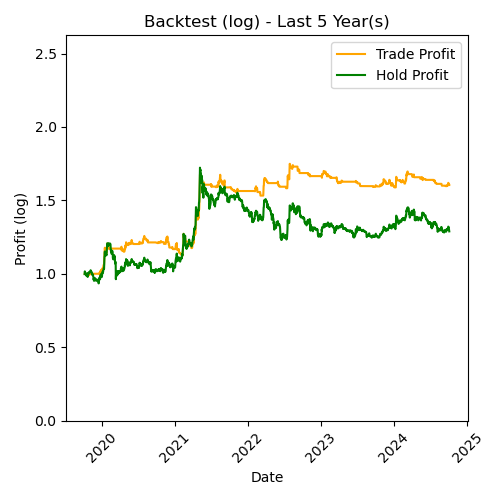 Backtest (log) - Last 5 Year(s)
Trade Profit
Hold Profit
Profit (log)
2.5
2.0
1.5
1.0
0.5
0.0
2020
2021
2022
2023
2024
2025
Date